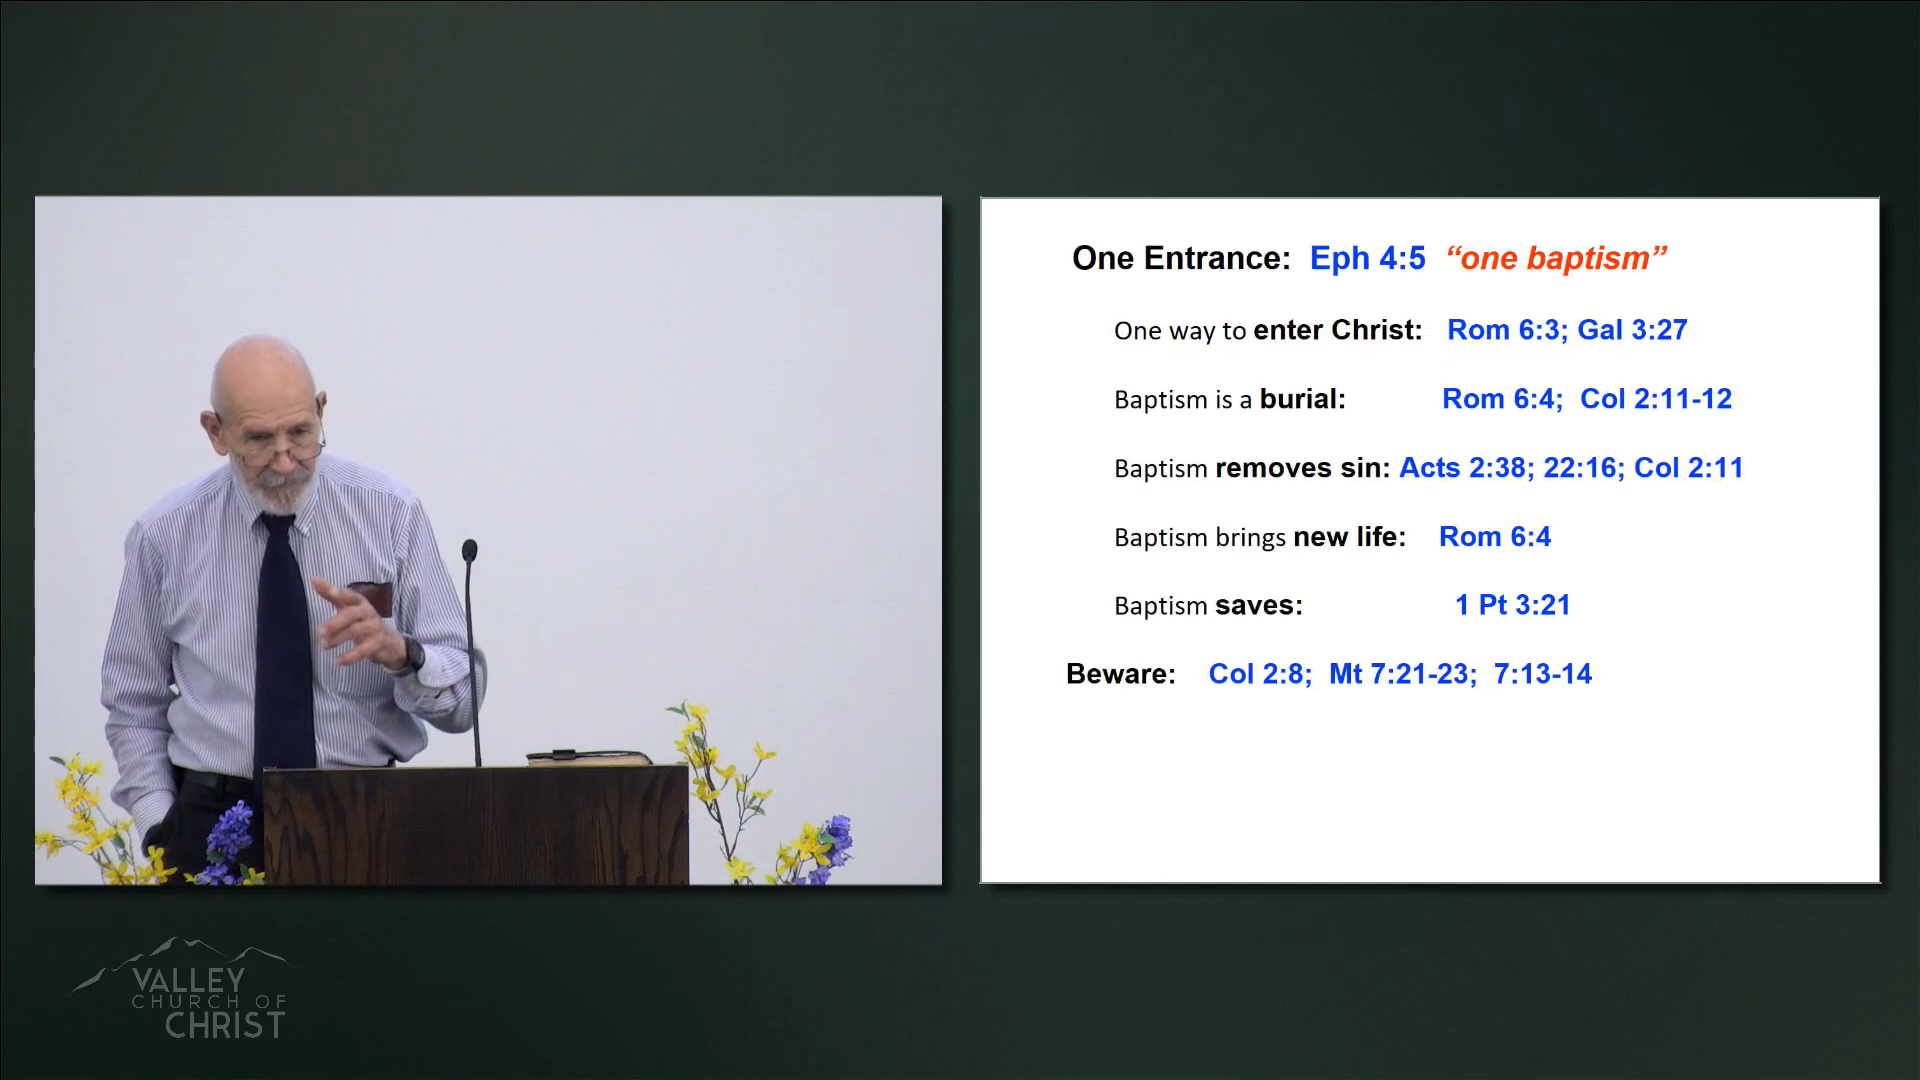 One Entrance: Eph 4:5 “one baptism”
One way to enter Christ: Rom 6:3; Gal 3:27
Baptism is a burial: Rom 6:4; Col 2:11-12
Baptism removes sin: Acts 2:38; 22:16; Col 2:11
Baptism brings new life: Rom 6:4
Baptism saves: 1 Pt 3:21
Beware: Col 2:8; Mt 7:21-23; 7:13-14
VALLEY
CHURCH OF
CHRIST